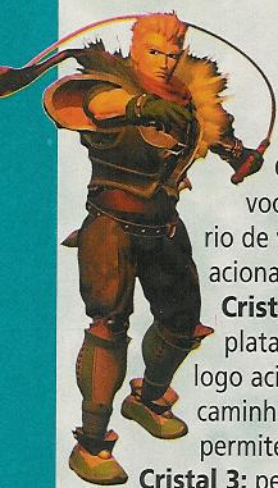 voc
rio de
aciona
Crist
plata
logo aci
caminh
permite
Cristal 3: pe